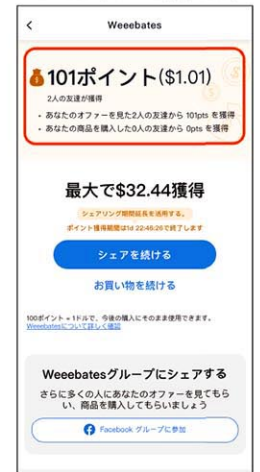 Weeebates
101ポイント($1.01)
2人の友達が獲得
- あなたのオファーを見た2人の友達から 101pts を獲得
- あなたの商品を購入した0人の友達から 0pts を獲得
最大で$32.44獲得
シェアリング期間延長を活用する。
ポイント獲得期間は1d 22:46:26で終了します
シェアを続ける
お買い物を続ける
100ポイント = 1ドルで、今後の購入にそのまま使用できます。
Weeebatesについて詳しく確認
Weeebatesグループにシェアする
さらに多くの人にあなたのオファーを見てもら
い、商品を購入してもらいましょう
Facebook グループに参加